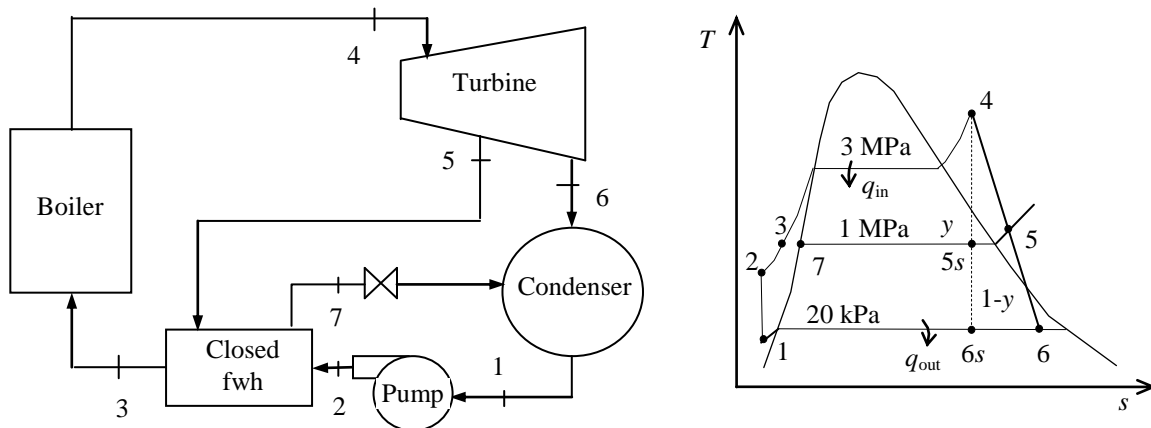 4
Turbine
5
6
Boiler
7
Condenser
Closed
fwh
3
2
Pump
1
T
4
3 MPa
q_in
3
1 MPa
y
5
2
7
5s
1-y
20 kPa
1
q_out
6s
6
s